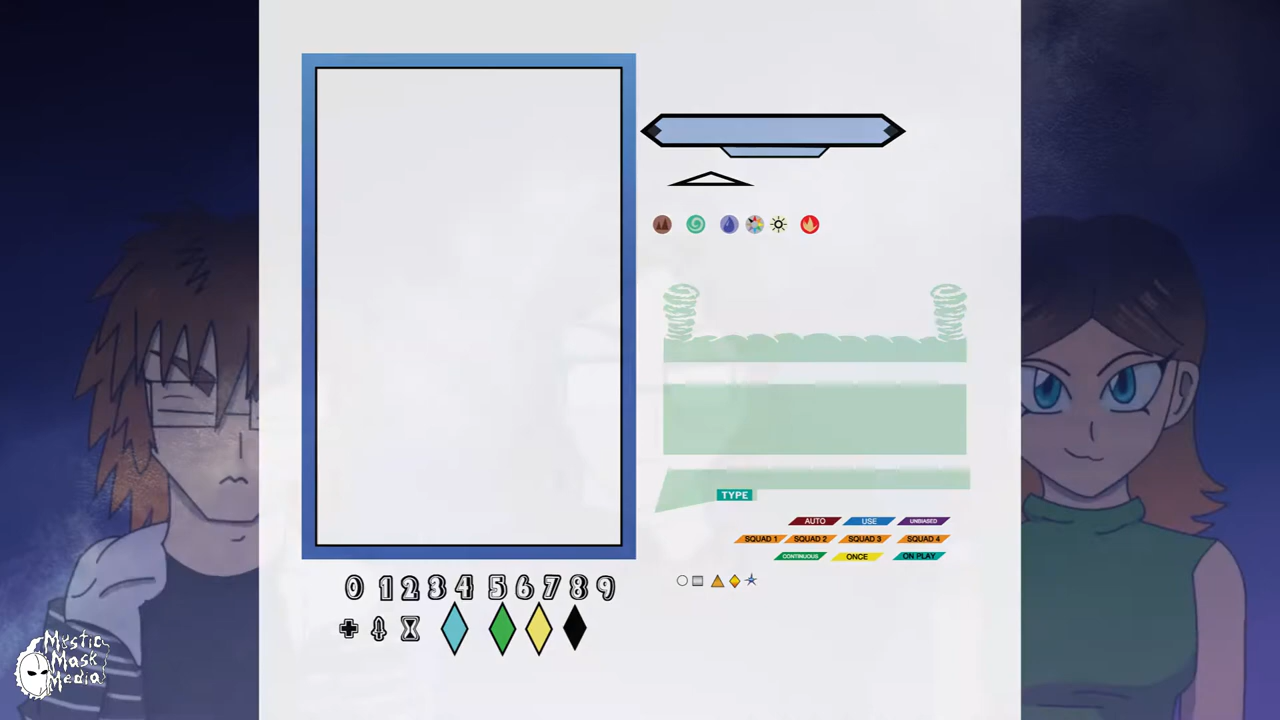 TYPE
AUTO USE UNBIASED
SQUAD 1 SQUAD 2 SQUAD 3 SQUAD 4
CONTINUOUS ONCE ON PLAY
0 1 2 3 4 5 6 7 8 9
Mystic
Mask
Media